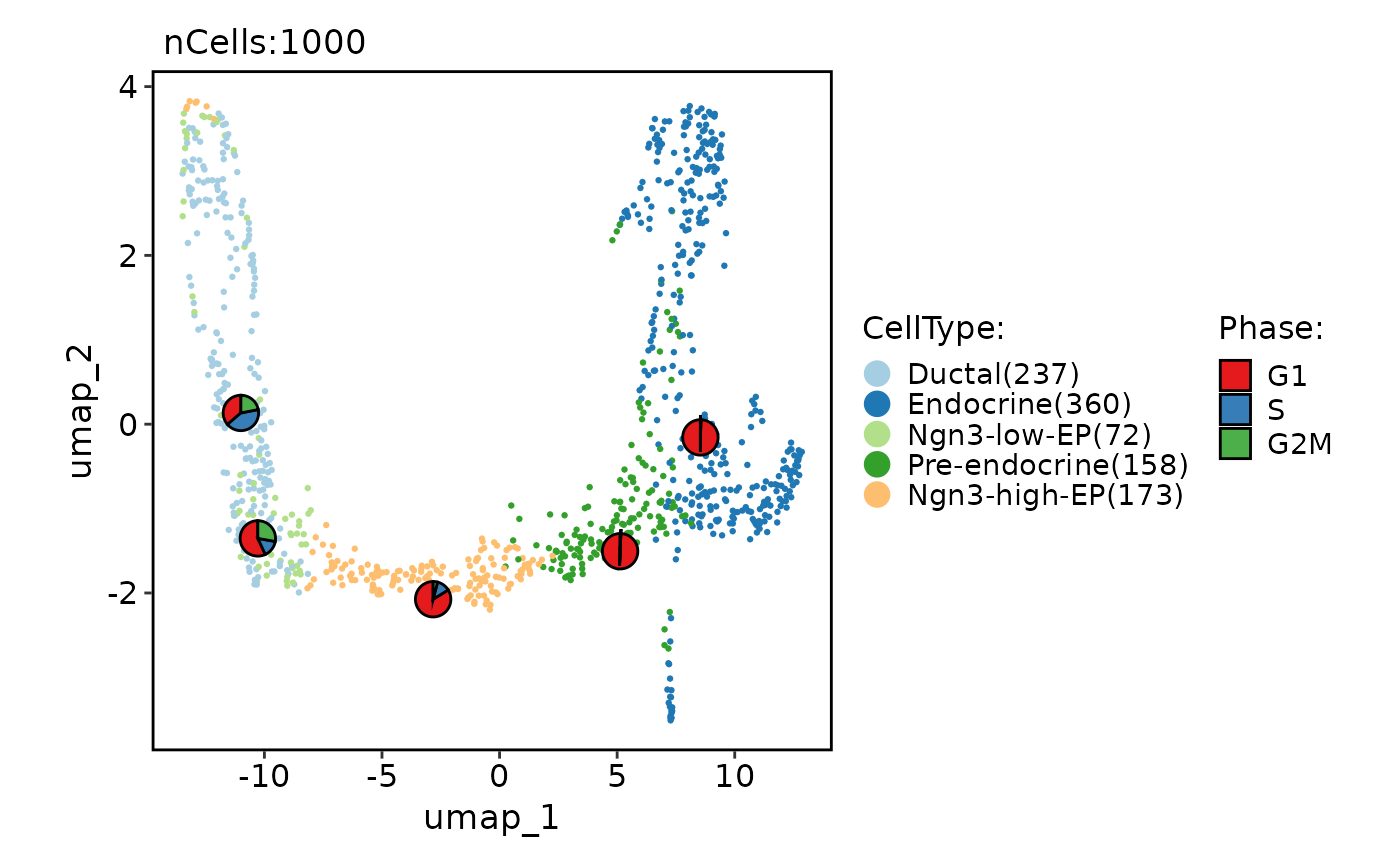 nCells:1000
4
2
0
-2
umap_2
-10 -5 0 5 10
umap_1
CellType:
Ductal(237)
Endocrine(360)
Ngn3-low-EP(72)
Pre-endocrine(158)
Ngn3-high-EP(173)
Phase:
G1
S
G2M